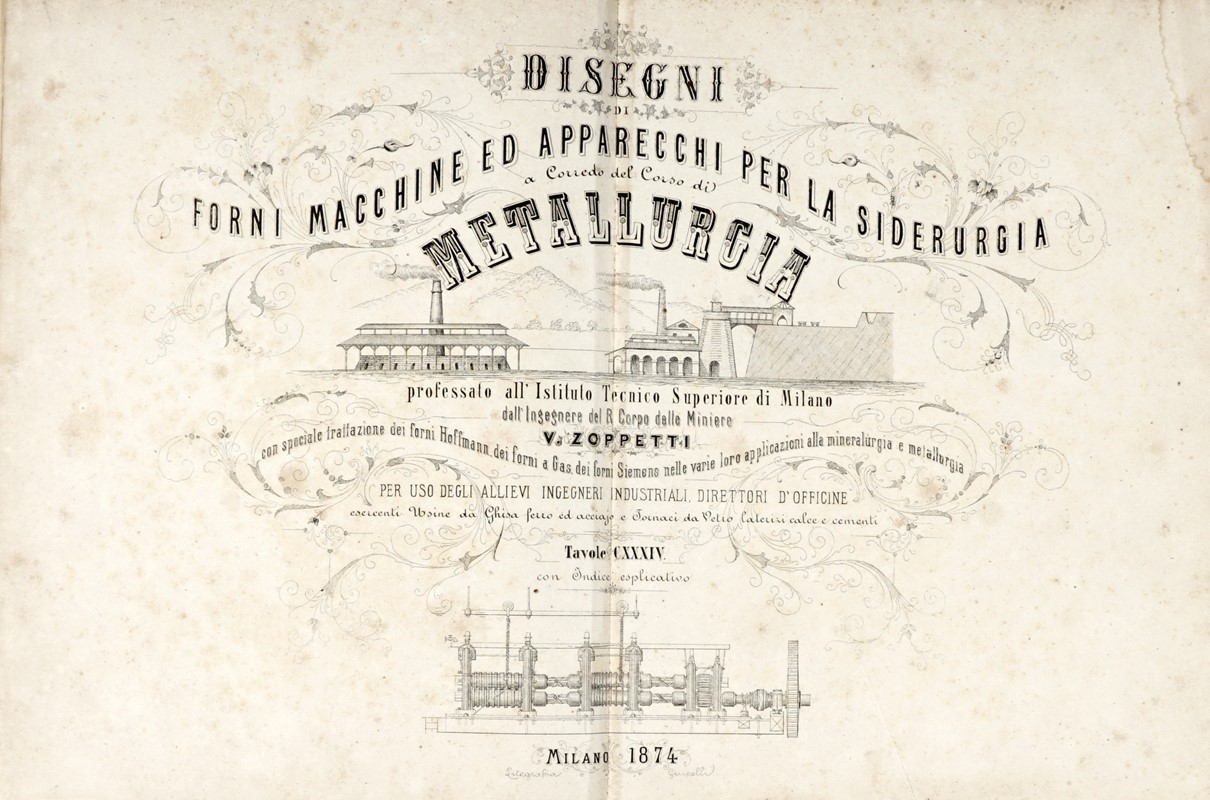 DISEGNI
DI
FORNI MACCHINE ED APPARECCHI PER LA SIDERURGIA
a Corredo del Corso di
METALLURGIA
professato all' Istituto Tecnico Superiore di Milano
dall' Ingegnere del R. Corpo delle Miniere
V. ZOPPETTI
con speciale trattazione dei forni Hoffmann, dei forni a Gas, dei forni Siemens nelle varie loro applicazioni alla mineralurgia e metallurgia
PER USO DEGLI ALLIEVI INGEGNERI INDUSTRIALI, DIRETTORI D' OFFICINE
esercenti Usine da Ghisa ferro ed acciajo e Fornaci da Vetro laterizi calce e cementi
Tavole CXXXIV.
con Indice esplicativo
MILANO 1874
Litografia